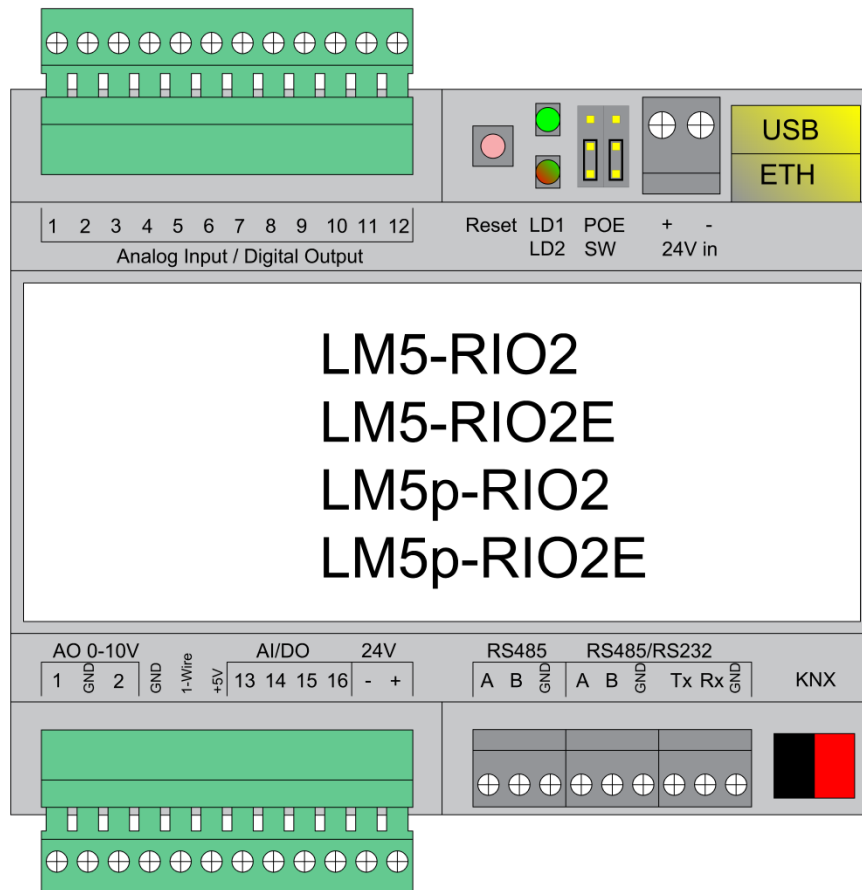 USB
ETH
1 2 3 4 5 6 7 8 9 10 11 12
Analog Input / Digital Output
Reset LD1 POE + -
LD2 SW 24V in
LM5-RIO2
LM5-RIO2E
LM5p-RIO2
LM5p-RIO2E
AO 0-10V AI/DO 24V
1 GND 2 GND 1-Wire +5V 13 14 15 16 - +
RS485 RS485/RS232
A B GND A B GND Tx Rx GND KNX